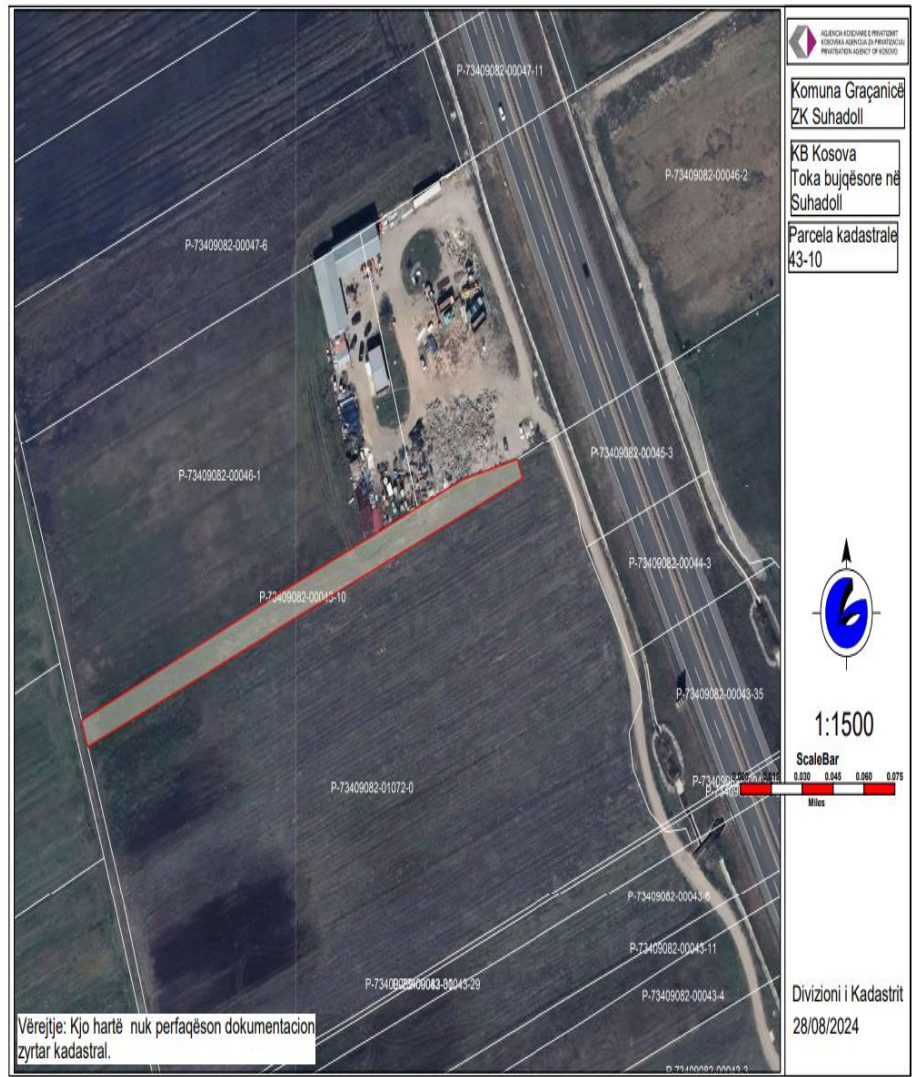 AGJENCIA KOSOVARE E PRIVATIZIMIT
KOSOVSKA AGENCIJA ZA PRIVATIZACIJU
PRIVATISATION AGENCY OF KOSOVO
Komuna Graçanicë
ZK Suhadoll
KB Kosova
Toka bujqësore në
Suhadoll
Parcela kadastrale
43-10
P-73409082-00047-11
P-73409082-00046-2
P-73409082-00047-6
P-73409082-00045-3
P-73409082-00046-1
P-73409082-00044-3
P-73409082-00043-10
P-73409082-00043-35
P-73409082-01072-0
P-73409082-00043-6
P-73409082-00043-11
P-73409082-00043-4
1:1500
ScaleBar
0.030 0.045 0.060 0.075
Miles
Divizioni i Kadastrit
28/08/2024
Vërejtje: Kjo hartë nuk perfaqëson dokumentacion
zyrtar kadastral.